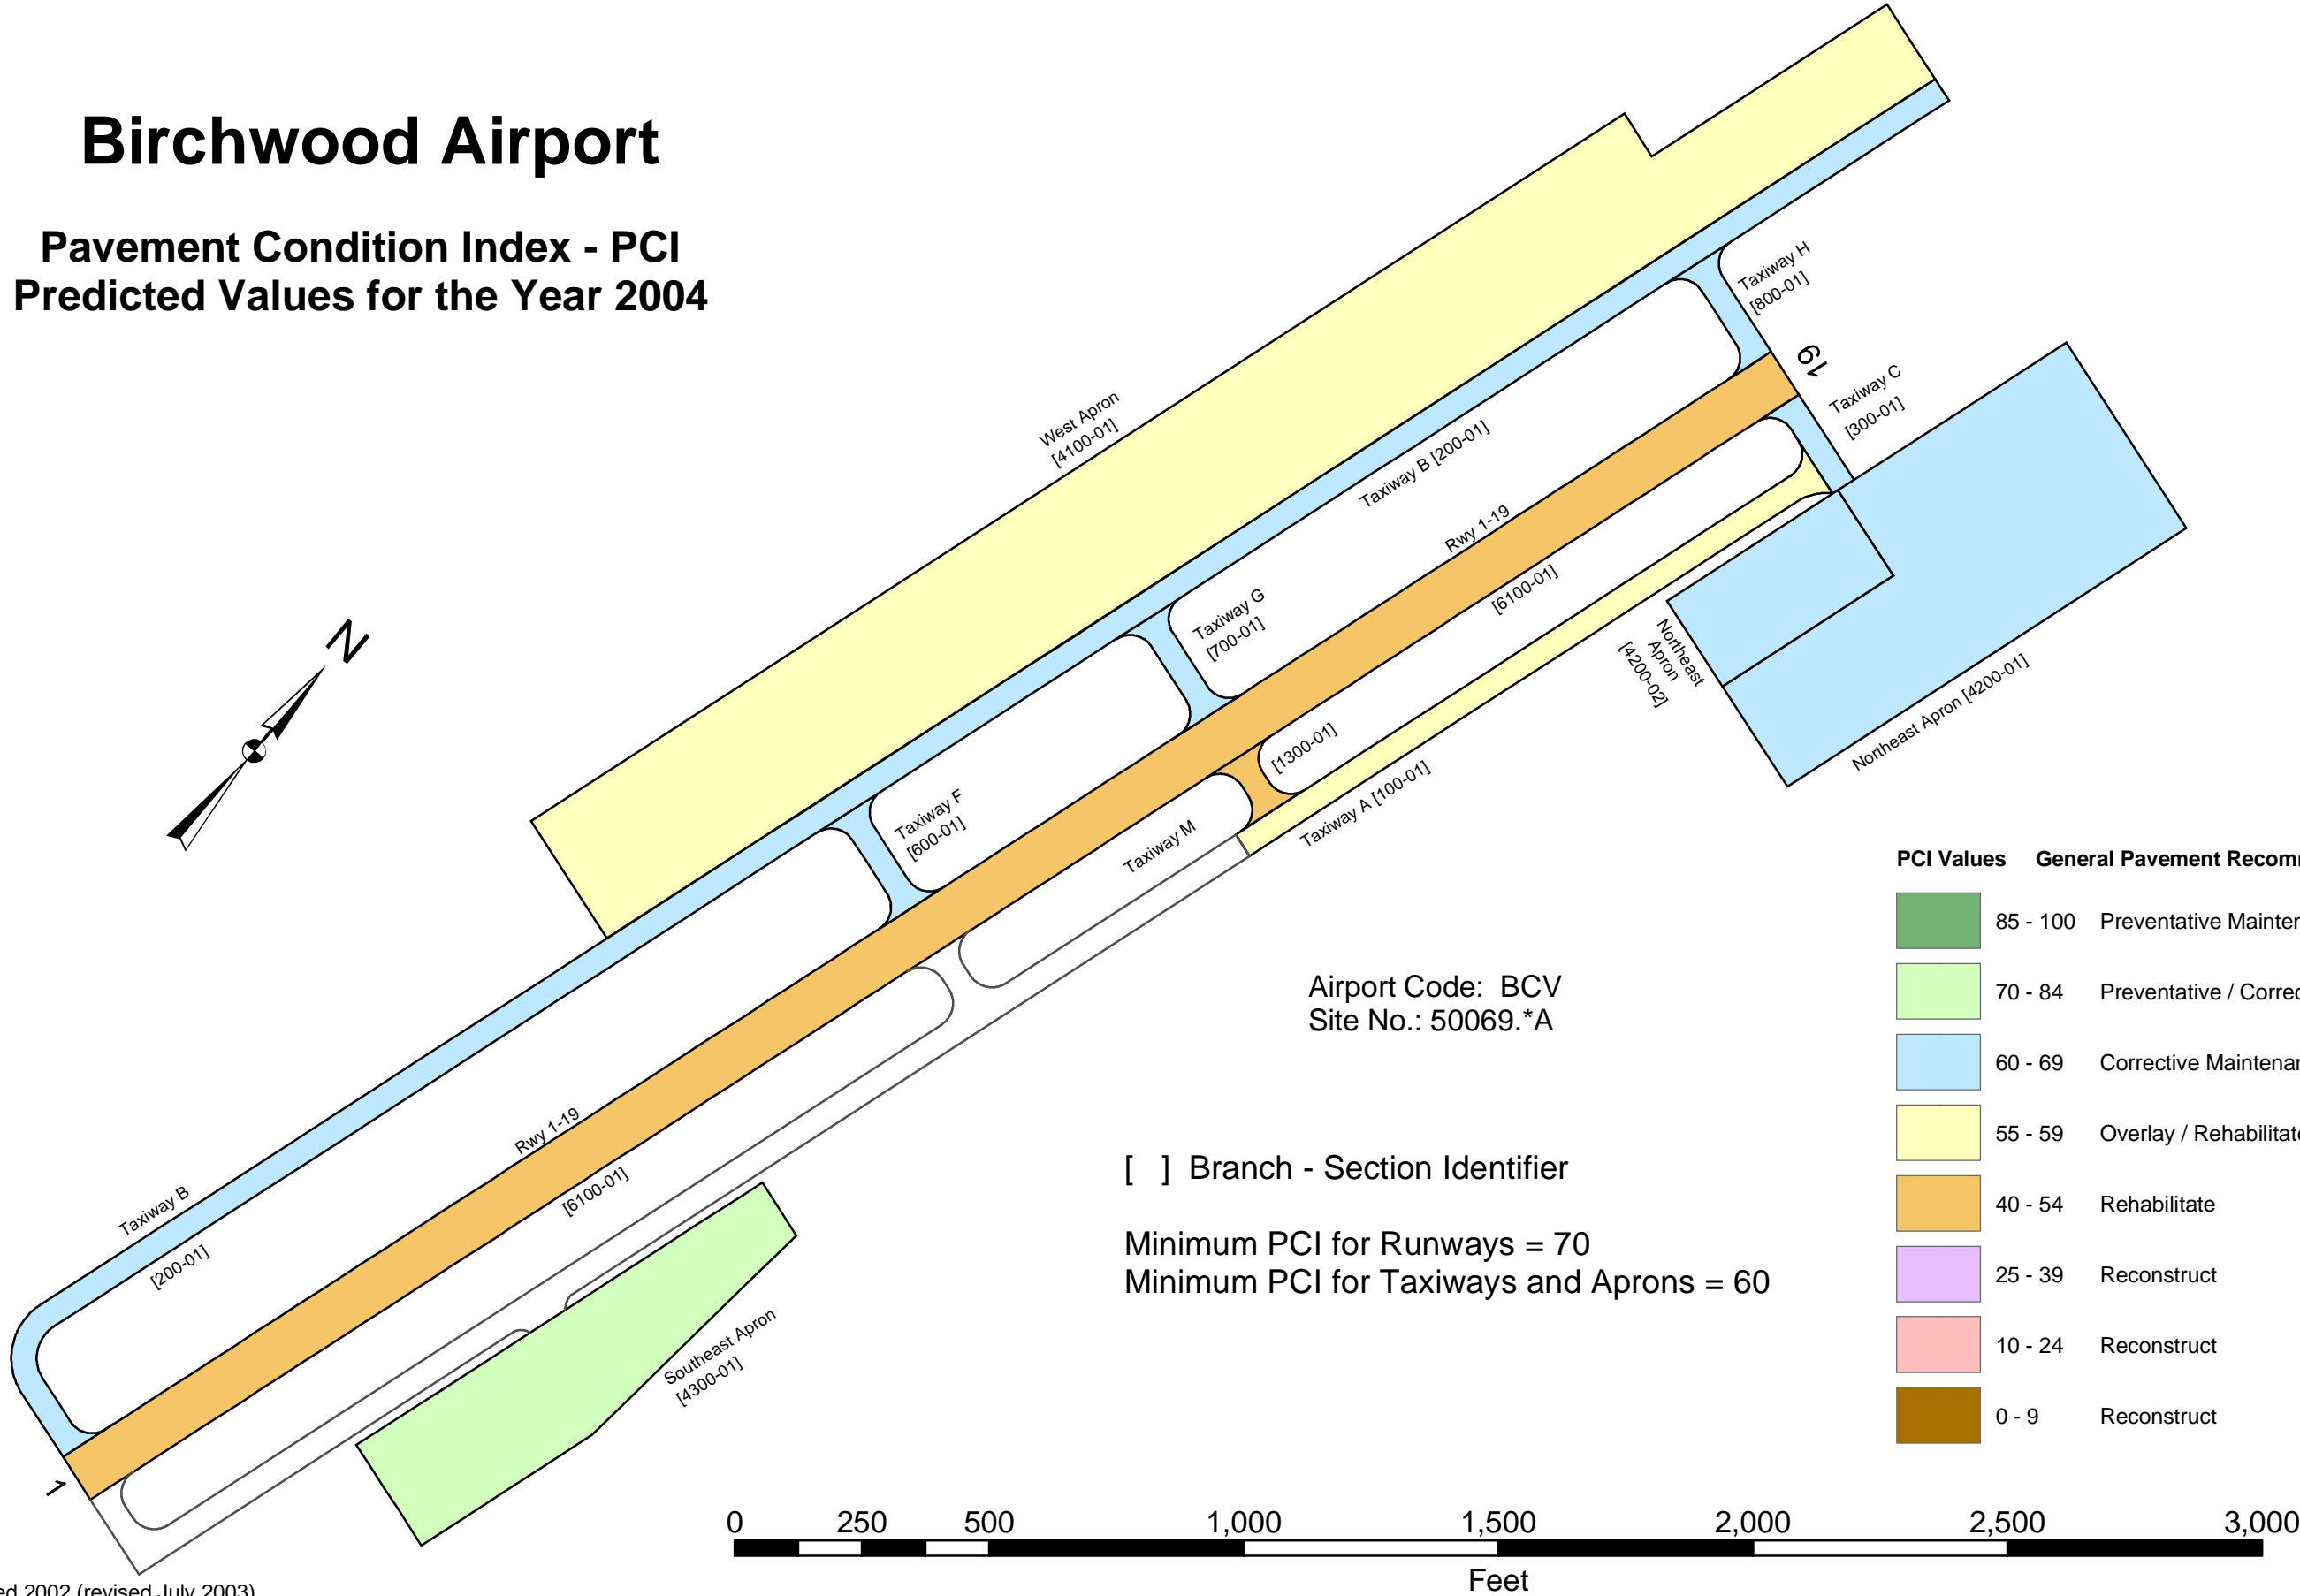 Birchwood Airport
Pavement Condition Index - PCI
Predicted Values for the Year 2004
N
West Apron
[4100-01]
Taxiway H
[800-01]
19
Taxiway C
[300-01]
Taxiway B [200-01]
Rwy 1-19
[6100-01]
Taxiway G
[700-01]
Northeast
Apron
[4200-02]
Northeast Apron [4200-01]
[1300-01]
Taxiway A [100-01]
Taxiway F
[600-01]
Taxiway M
Airport Code: BCV
Site No.: 50069.*A
[ ] Branch - Section Identifier
Minimum PCI for Runways = 70
Minimum PCI for Taxiways and Aprons = 60
Rwy 1-19
[6100-01]
Taxiway B
[200-01]
Southeast Apron
[4300-01]
1
PCI Values General Pavement
85 - 100 Preventative
70 - 84 Preventative /
60 - 69 Corrective
55 - 59 Overlay /
40 - 54 Rehabilitate
25 - 39 Reconstruct
10 - 24 Reconstruct
0 - 9 Reconstruct
0 250 500 1,000 1,500 2,000 2,500 3,000
Feet
2002 (revised July 2003)